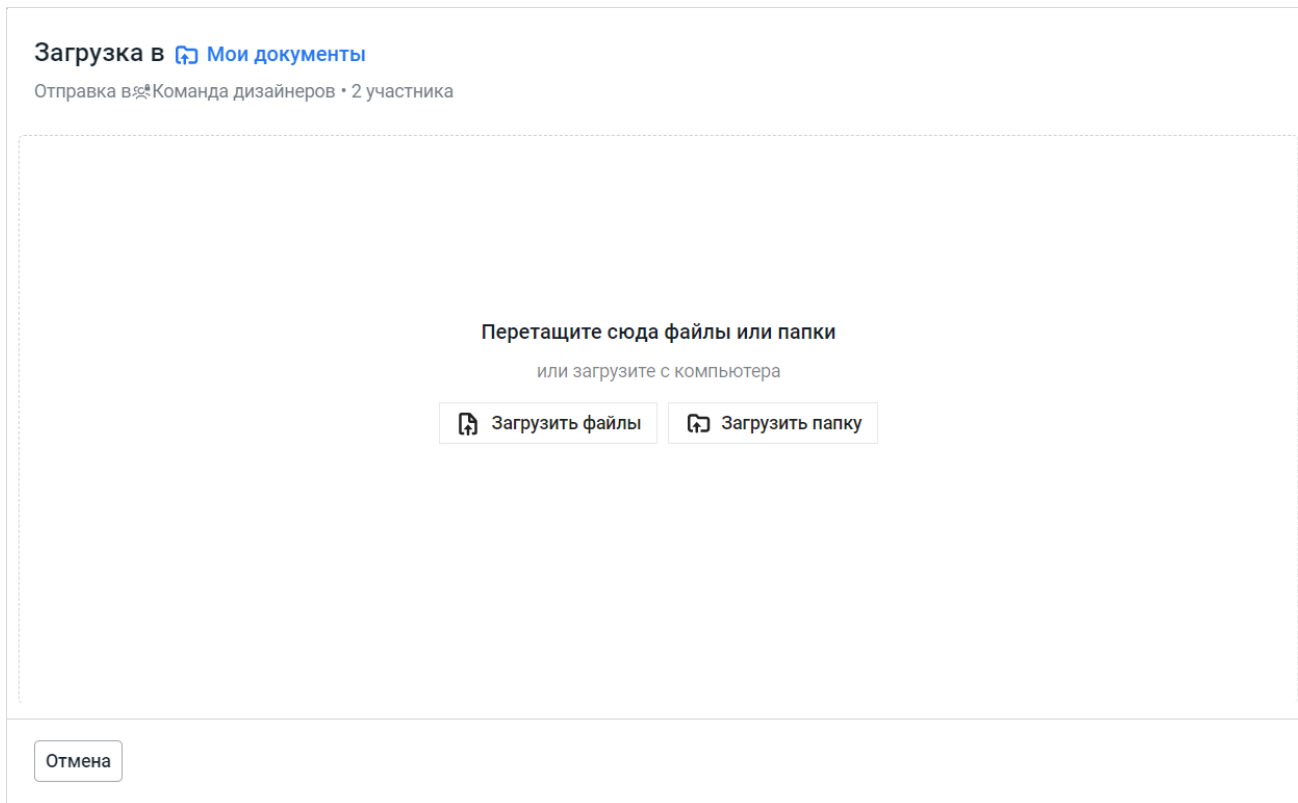 Загрузка в Мои документы
Отправка в Команда дизайнеров • 2 участника
Перетащите сюда файлы или папки
или загрузите с компьютера
Загрузить файлы Загрузить папку
Отмена